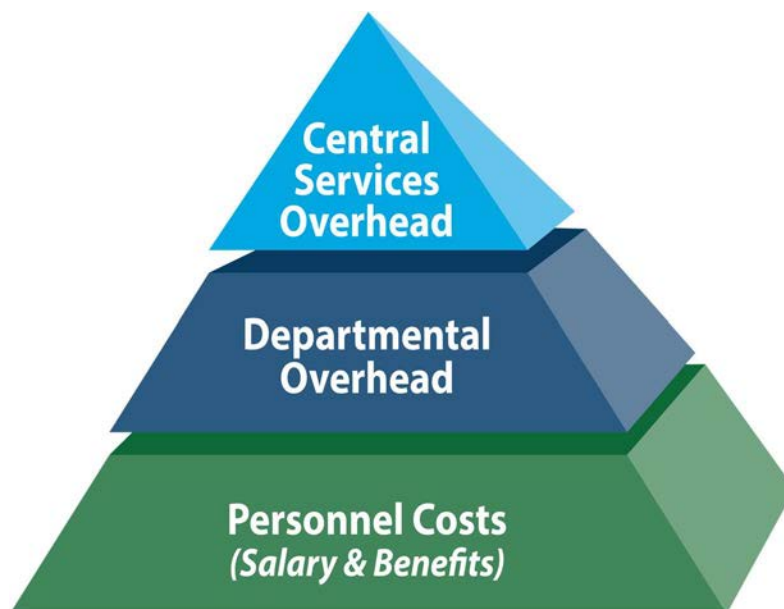 Central
Services
Overhead
Departmental
Overhead
Personnel Costs
(Salary & Benefits)